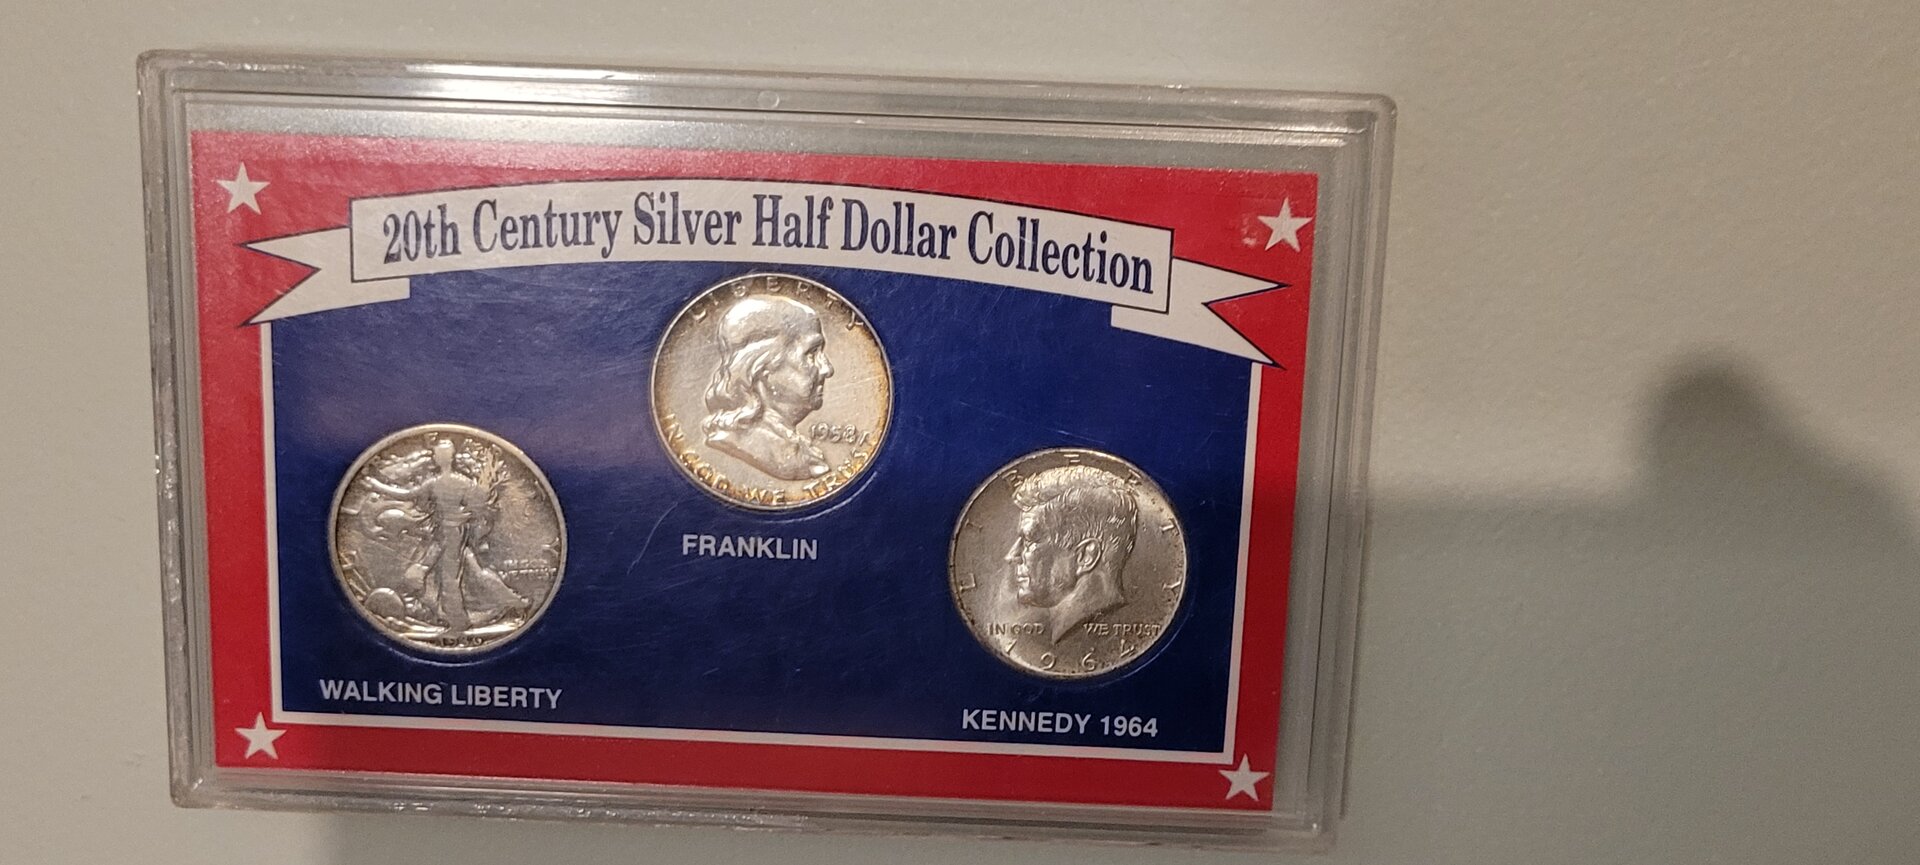 20th Century Silver Half Dollar Collection
LIBERTY
1958
IN GOD WE TRUST
FRANKLIN
WALKING LIBERTY
LIBERTY
IN GOD WE TRUST
1964
KENNEDY 1964